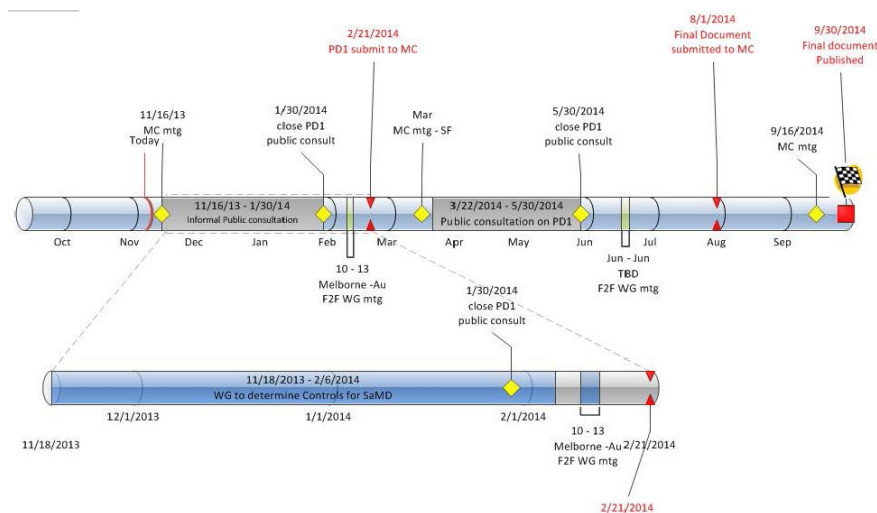 2/21/2014
PD1 submit to MC
8/1/2014
Final Document
submitted to MC
9/30/2014
Final document
Published
11/16/13
MC mtg
Today
1/30/2014
close PD1
public consult
Mar
MC mtg - SF
5/30/2014
close PD1
public consult
9/16/2014
MC mtg
11/16/13 - 1/30/14
Informal Public consultation
3/22/2014 - 5/30/2014
Public consultation on PD1
Oct
Nov
Dec
Jan
Feb
Mar
Apr
May
Jun
Jul
Aug
Sep
10 - 13
Melborne -Au
F2F WG mtg
Jun - Jun
TBD
F2F WG mtg
1/30/2014
close PD1
public consult
11/18/2013 - 2/6/2014
WG to determine Controls for SaMD
12/1/2013
1/1/2014
2/1/2014
11/18/2013
10 - 13
Melborne -Au
F2F WG mtg
2/21/2014
2/21/2014